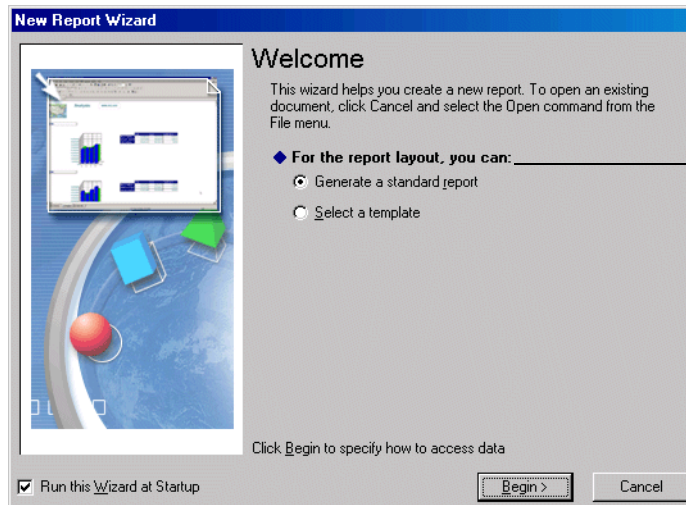 New Report Wizard
Welcome
This wizard helps you create a new report. To open an existing
document, click Cancel and select the Open command from the
File menu.
For the report layout, you can:
Generate a standard report
Select a template
Click Begin to specify how to access data
Run this Wizard at Startup
Begin >
Cancel